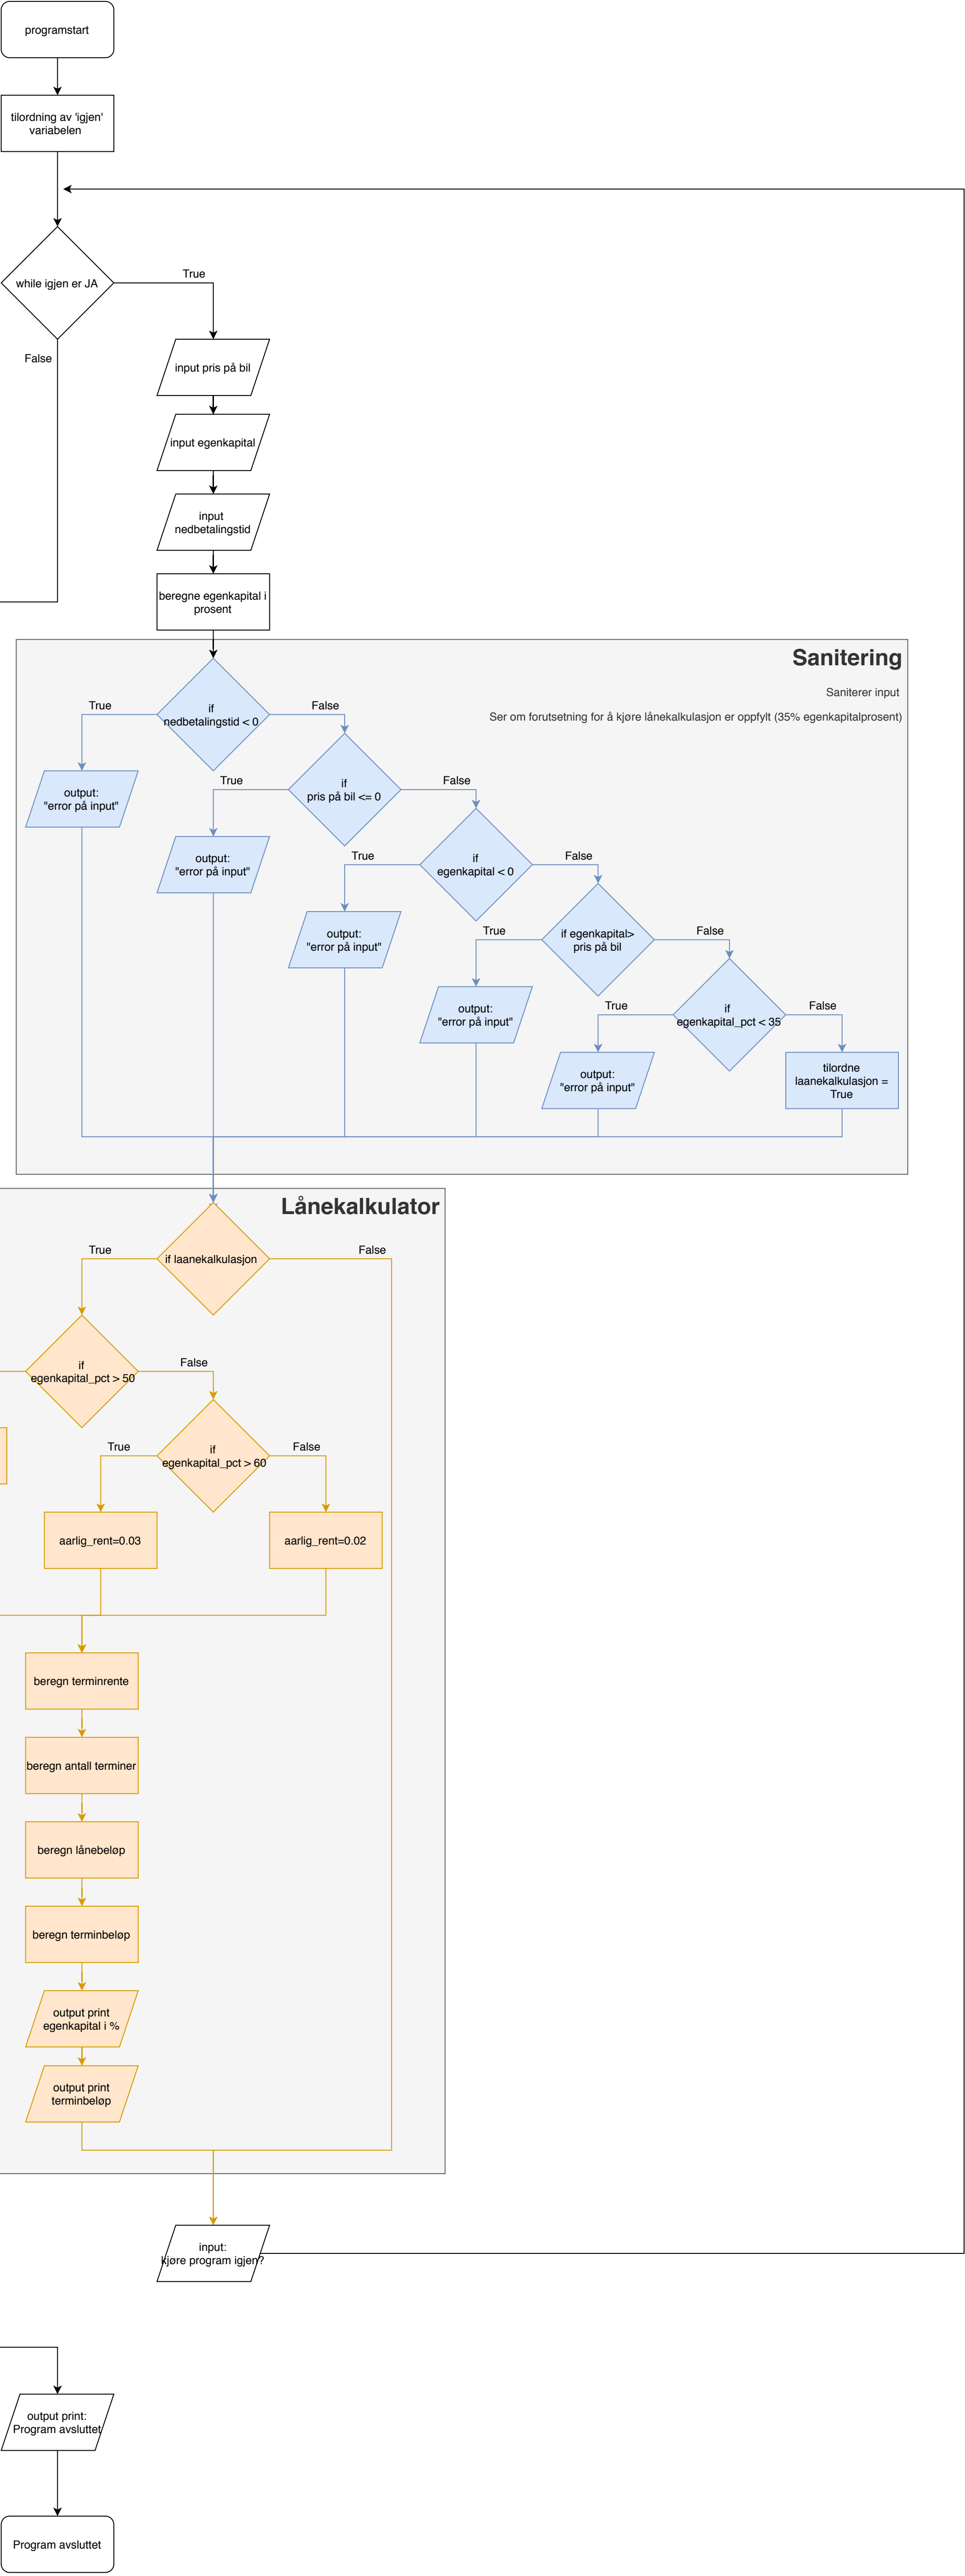 programstart
tilordning av 'igjen'
variabelen
while igjen er JA
True
False
input pris på bil
input egenkapital
input
nedbetalingstid
beregne egenkapital i
prosent
Sanitering
Saniterer input
Ser om forutsetning for å kjøre lånekalkulasjon er oppfylt (35% egenkapitalprosent)
if
nedbetalingstid < 0
True
False
output:
"error på input"
if
pris på bil <= 0
True
False
output:
"error på input"
if
egenkapital < 0
True
False
output:
"error på input"
if egenkapital>
pris på bil
True
False
output:
"error på input"
if
egenkapital_pct < 35
True
False
output:
"error på input"
tilordne
laanekalkulasjon =
True
Lånekalkulator
if laanekalkulasjon
True
False
if
egenkapital_pct > 50
False
if
egenkapital_pct > 60
True
False
aarlig_rent=0.03
aarlig_rent=0.02
beregn terminrente
beregn antall terminer
beregn lånebeløp
beregn terminbeløp
output print
egenkapital i %
output print
terminbeløp
input:
kjøre program igjen?
output print:
Program avsluttet
Program avsluttet